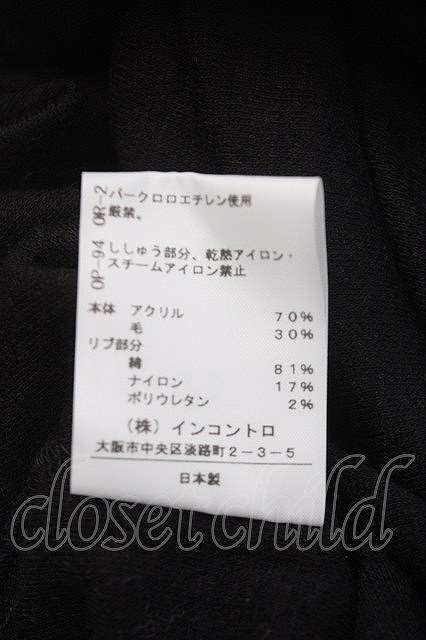 パークロロエチレン使用
厳禁。
ししゅう部分、乾熱アイロン・
スチームアイロン禁止
本体 アクリル 70%
毛 30%
リブ部分
綿 81%
ナイロン 17%
ポリウレタン 2%
(株) インコントロ
大阪市中央区淡路町2-3-5
日本製
OP-94 OR-2
closet child